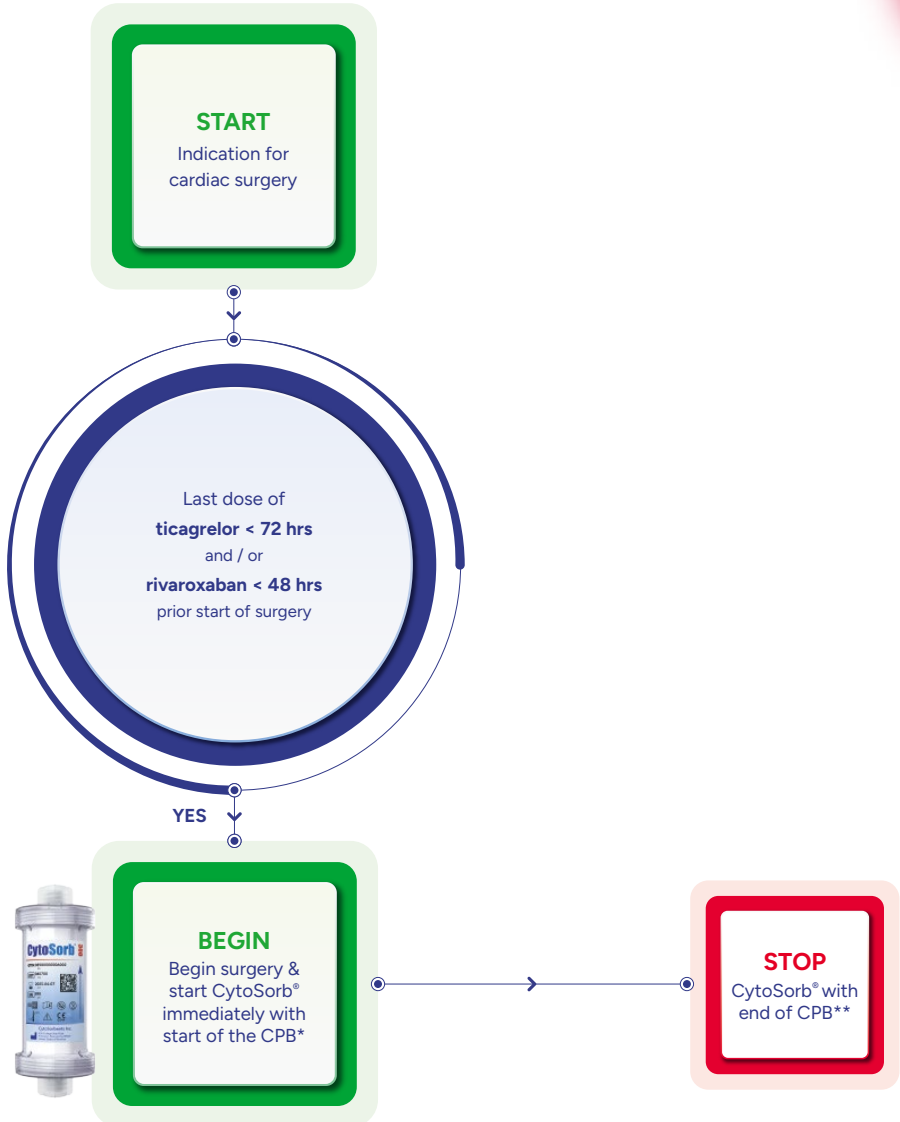 START
Indication for
cardiac surgery
Last dose of
ticagrelor < 72 hrs
and / or
rivaroxaban < 48 hrs
prior start of surgery
YES
CytoSorb
BEGIN
Begin surgery &
start CytoSorb®
immediately with
start of the CPB*
STOP
CytoSorb® with
end of CPB**